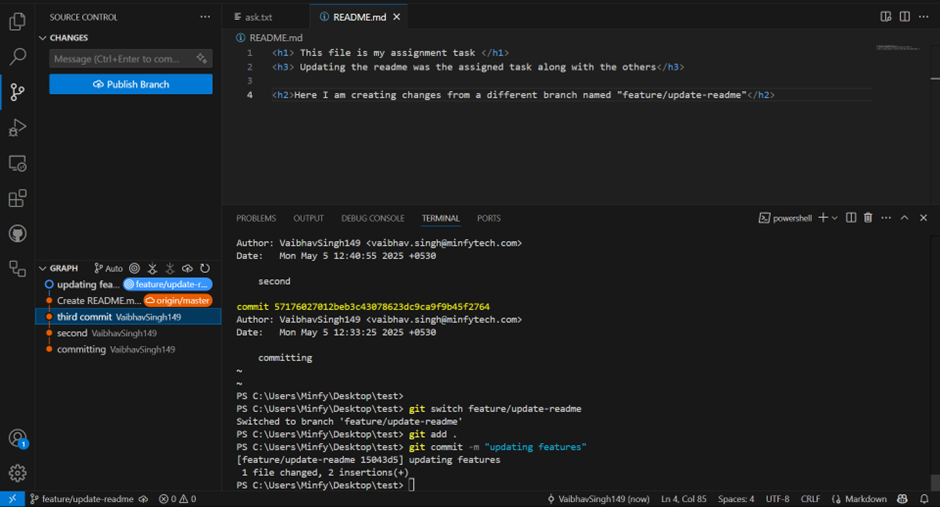 SOURCE CONTROL
CHANGES
Message (Ctrl+Enter to com...
Publish Branch
GRAPH Auto
updating fea... feature/update-r...
Create README.m... origin/master
third commit VaibhavSingh149
second VaibhavSingh149
committing VaibhavSingh149
1
ask.txt
README.md
README.md
1 <h1> This file is my assignment task </h1>
2 <h3> Updating the readme was the assigned task along with the others</h3>
3
4 <h2>Here I am creating changes from a different branch named "feature/update-readme"</h2>
PROBLEMS OUTPUT DEBUG CONSOLE TERMINAL PORTS
powershell
Author: VaibhavSingh149 <vaibhav.singh@minfytech.com>
Date: Mon May 5 12:40:55 2025 +0530
second
commit 57176027012beb3c43078623dc9ca9f9b45f2764
Author: VaibhavSingh149 <vaibhav.singh@minfytech.com>
Date: Mon May 5 12:33:25 2025 +0530
committing
~
~
PS C:\Users\Minfy\Desktop\test>
PS C:\Users\Minfy\Desktop\test> git switch feature/update-readme
Switched to branch 'feature/update-readme'
PS C:\Users\Minfy\Desktop\test> git add .
PS C:\Users\Minfy\Desktop\test> git commit -m "updating features"
[feature/update-readme 15043d5] updating features
1 file changed, 2 insertions(+)
PS C:\Users\Minfy\Desktop\test>
feature/update-readme 0 0 VaibhavSingh149 (now) Ln 4, Col 85 Spaces: 4 UTF-8 CRLF Markdown